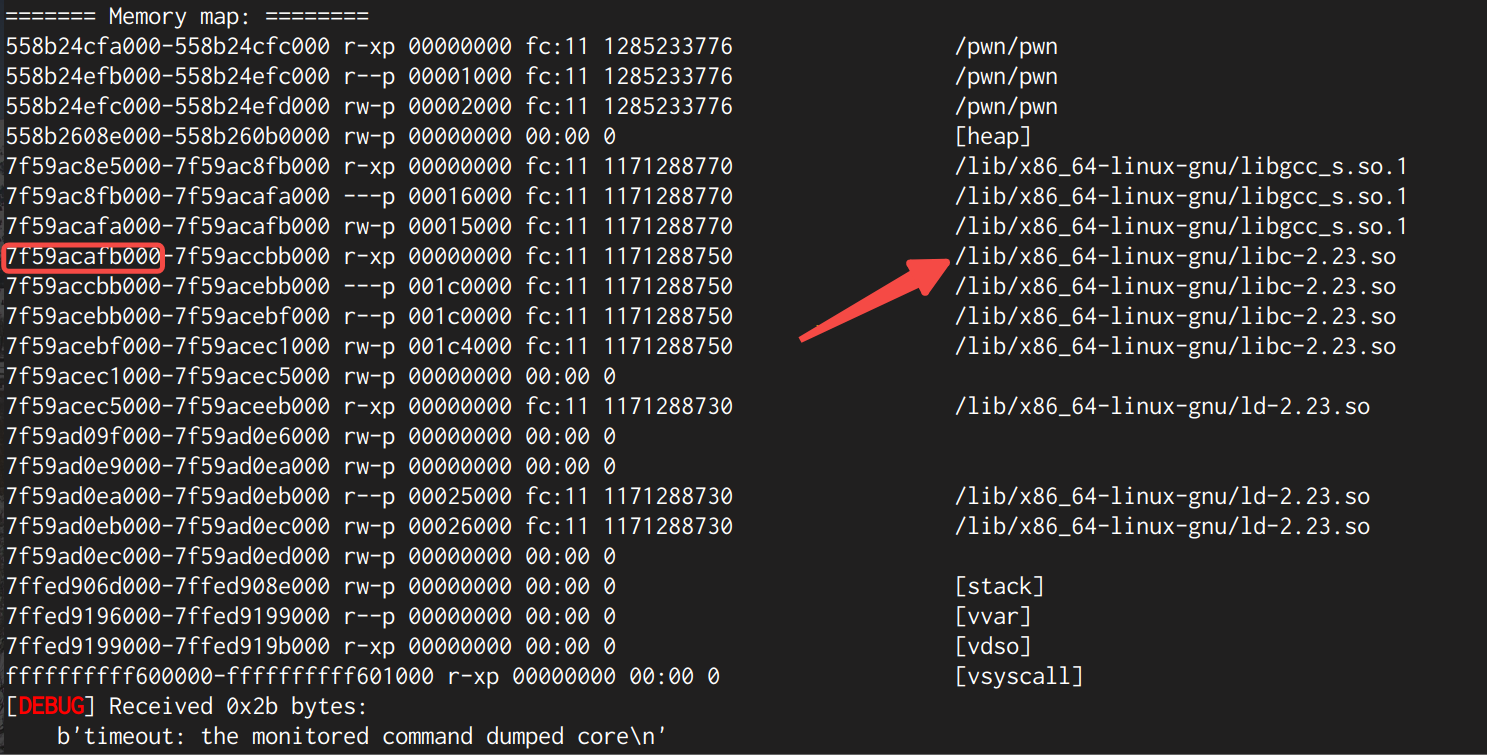 ======= Memory map: ========
558b24cfa000-558b24cfc000 r-xp 00000000 fc:11 1285233776 /pwn/pwn
558b24efb000-558b24efc000 r--p 00001000 fc:11 1285233776 /pwn/pwn
558b24efc000-558b24efd000 rw-p 00002000 fc:11 1285233776 /pwn/pwn
558b2608e000-558b260b0000 rw-p 00000000 00:00 0 [heap]
7f59ac8e5000-7f59ac8fb000 r-xp 00000000 fc:11 1171288770 /lib/x86_64-linux-gnu/libgcc_s.so.1
7f59ac8fb000-7f59acafa000 ---p 00016000 fc:11 1171288770 /lib/x86_64-linux-gnu/libgcc_s.so.1
7f59acafa000-7f59acafb000 rw-p 00015000 fc:11 1171288770 /lib/x86_64-linux-gnu/libgcc_s.so.1
7f59acafb000-7f59accbb000 r-xp 00000000 fc:11 1171288750 /lib/x86_64-linux-gnu/libc-2.23.so
7f59accbb000-7f59acebb000 ---p 001c0000 fc:11 1171288750 /lib/x86_64-linux-gnu/libc-2.23.so
7f59acebb000-7f59acebf000 r--p 001c0000 fc:11 1171288750 /lib/x86_64-linux-gnu/libc-2.23.so
7f59acebf000-7f59acec1000 rw-p 001c4000 fc:11 1171288750 /lib/x86_64-linux-gnu/libc-2.23.so
7f59acec1000-7f59acec5000 rw-p 00000000 00:00 0
7f59acec5000-7f59aceeb000 r-xp 00000000 fc:11 1171288730 /lib/x86_64-linux-gnu/ld-2.23.so
7f59ad09f000-7f59ad0e6000 rw-p 00000000 00:00 0
7f59ad0e9000-7f59ad0ea000 rw-p 00000000 00:00 0
7f59ad0ea000-7f59ad0eb000 r--p 00025000 fc:11 1171288730 /lib/x86_64-linux-gnu/ld-2.23.so
7f59ad0eb000-7f59ad0ec000 rw-p 00026000 fc:11 1171288730 /lib/x86_64-linux-gnu/ld-2.23.so
7f59ad0ec000-7f59ad0ed000 rw-p 00000000 00:00 0
7ffed906d000-7ffed908e000 rw-p 00000000 00:00 0 [stack]
7ffed9196000-7ffed9199000 r--p 00000000 00:00 0 [vvar]
7ffed9199000-7ffed919b000 r-xp 00000000 00:00 0 [vdso]
ffffffffff600000-ffffffffff601000 r-xp 00000000 00:00 0 [vsyscall]
[DEBUG] Received 0x2b bytes:
b'timeout: the monitored command dumped core\n'